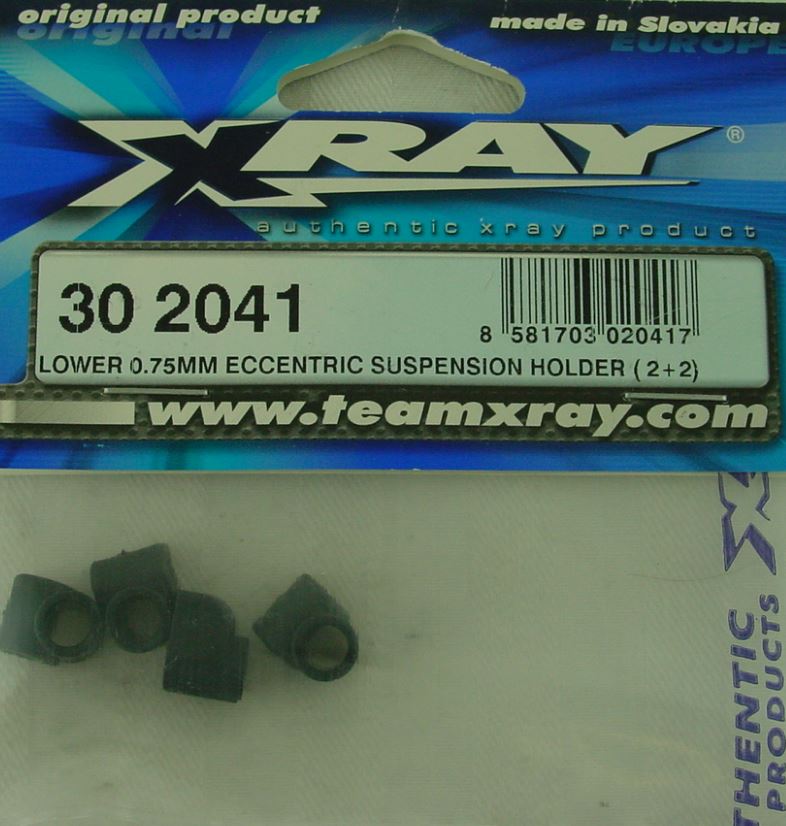 original product
original
made in Slovakia
EUROPE
XRAY®
authentic xray product
30 2041
8 581703 020417
LOWER 0.75MM ECCENTRIC SUSPENSION HOLDER ( 2+2)
www.teamxray.com
THENTIC
PRODUCTS